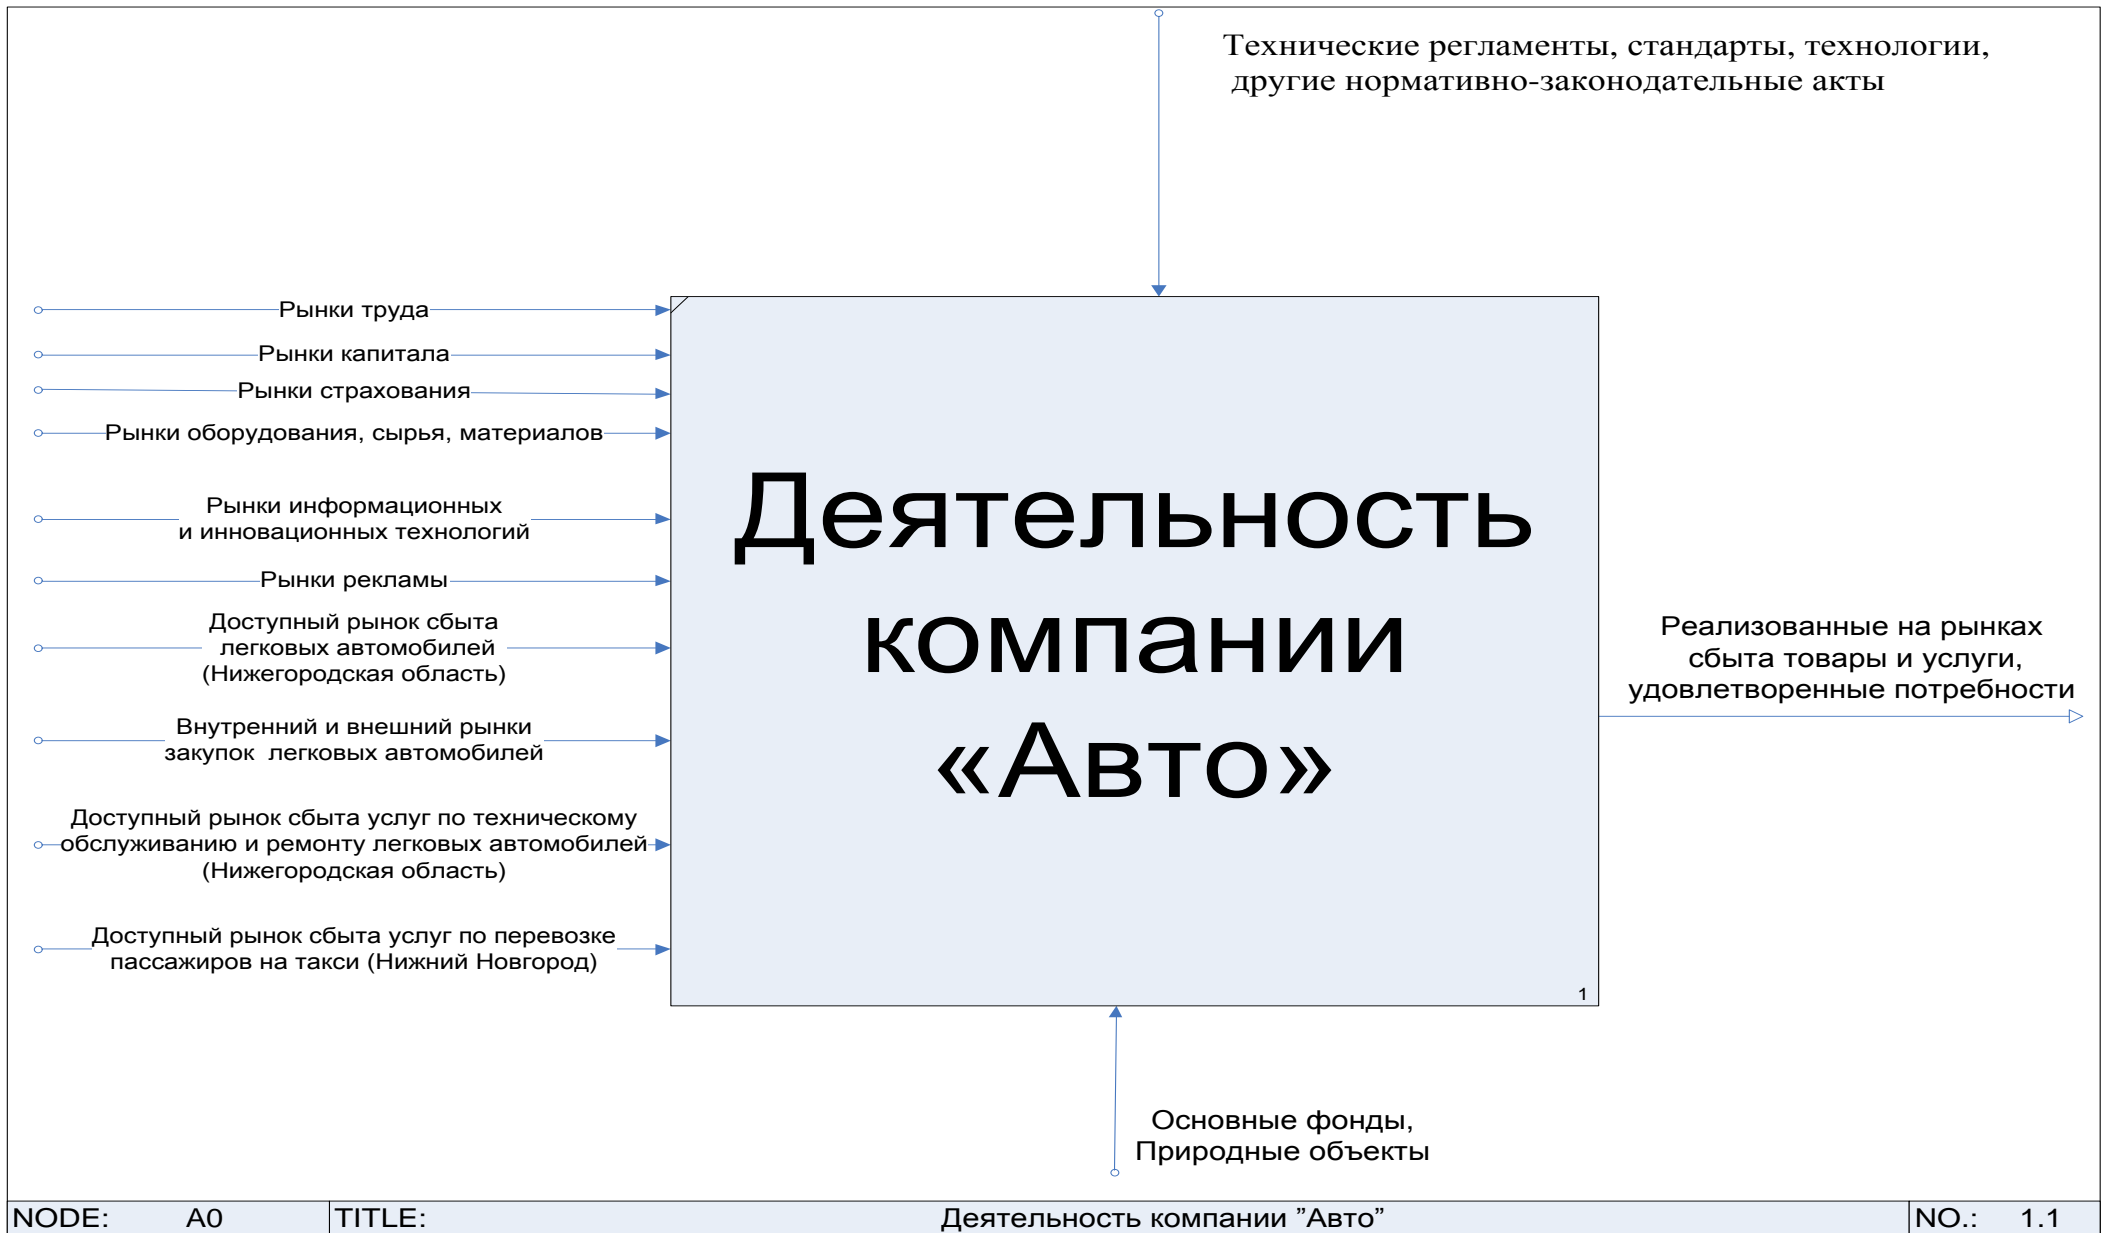 Технические регламенты, стандарты, технологии,
другие нормативно-законодательные акты
Рынки труда
Рынки капитала
Рынки страхования
Рынки оборудования, сырья, материалов
Рынки информационных
и инновационных технологий
Рынки рекламы
Доступный рынок сбыта
легковых автомобилей
(Нижегородская область)
Внутренний и внешний рынки
закупок легковых автомобилей
Доступный рынок сбыта услуг по техническому
обслуживанию и ремонту легковых автомобилей
(Нижегородская область)
Доступный рынок сбыта услуг по перевозке
пассажиров на такси (Нижний Новгород)
Деятельность
компании
«Авто»
1
Реализованные на рынках
сбыта товары и услуги,
удовлетворенные потребности
Основные фонды,
Природные объекты
NODE: A0 TITLE: Деятельность компании ”Авто” NO.: 1.1